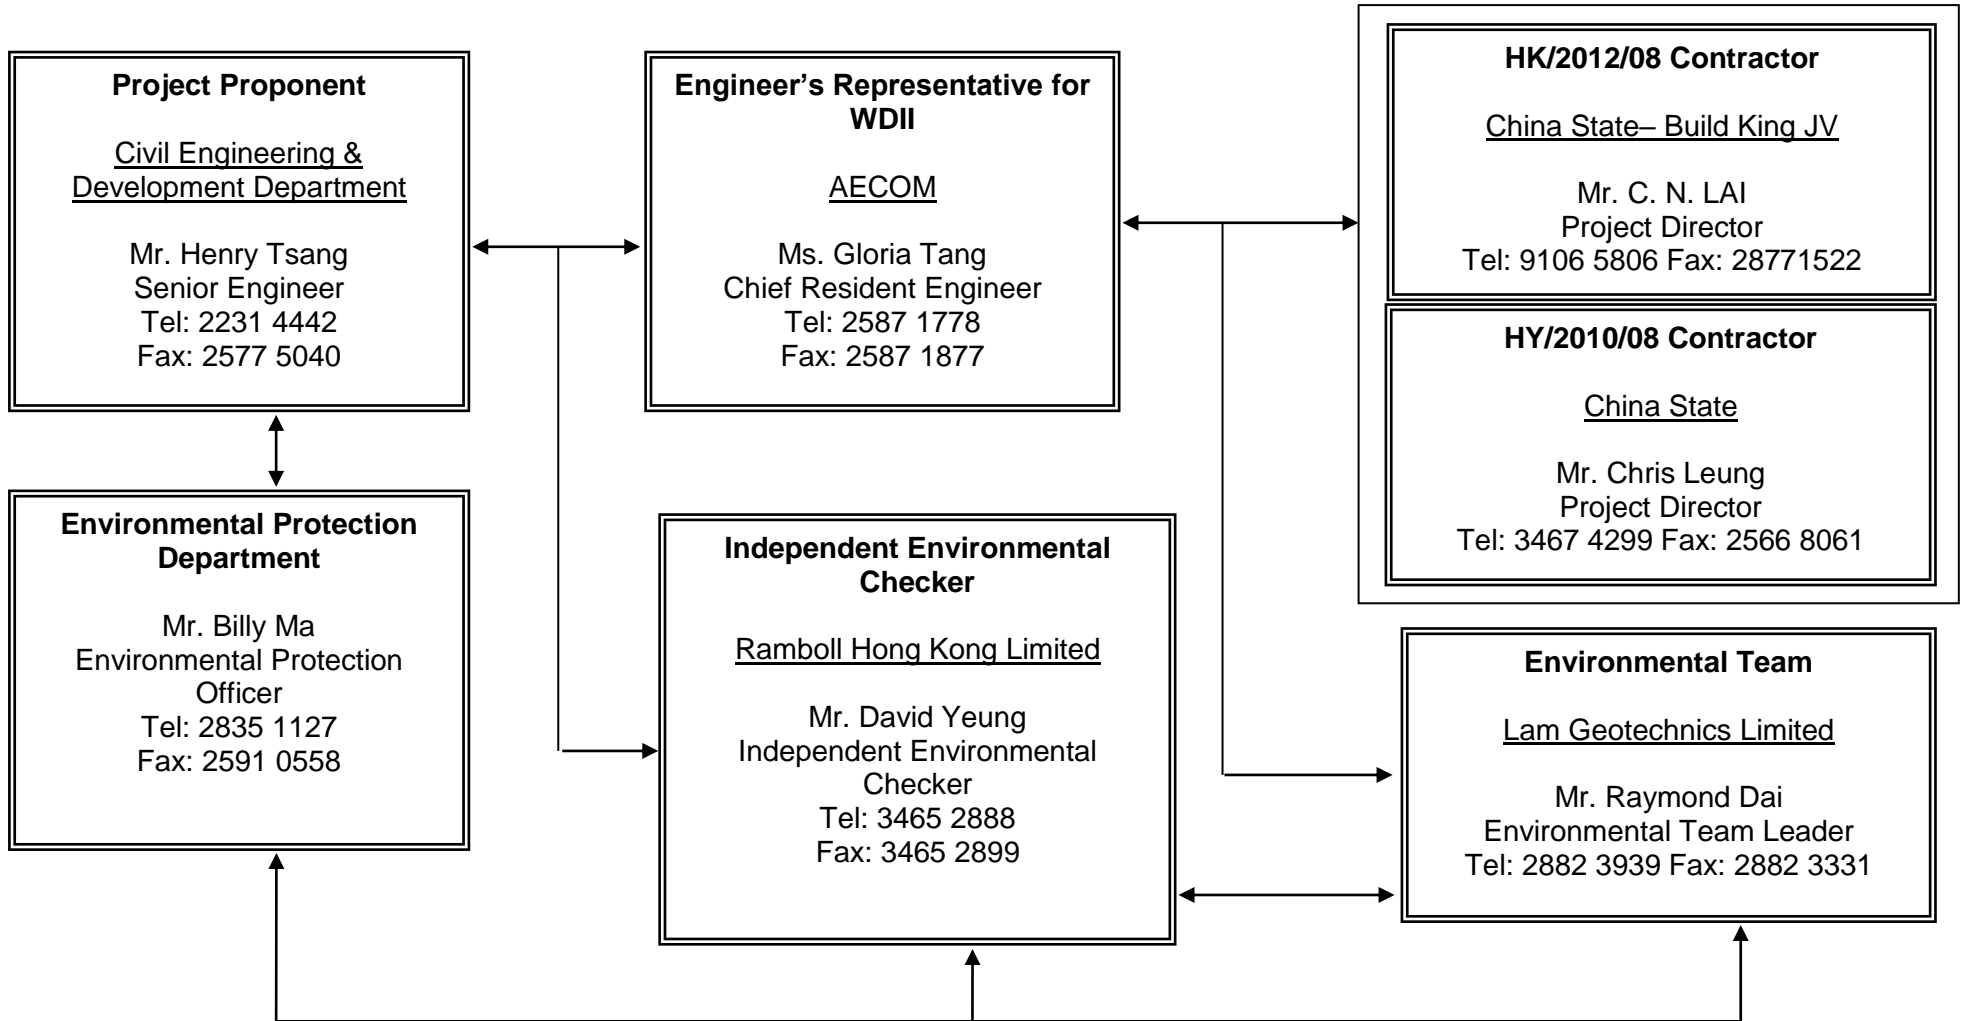 Project Proponent
Civil Engineering &
Development Department
Mr. Henry Tsang
Senior Engineer
Tel: 2231 4442
Fax: 2577 5040
Engineer’s Representative for
WDII
AECOM
Ms. Gloria Tang
Chief Resident Engineer
Tel: 2587 1778
Fax: 2587 1877
HK/2012/08 Contractor
China State– Build King JV
Mr. C. N. LAI
Project Director
Tel: 9106 5806 Fax: 28771522
HY/2010/08 Contractor
China State
Mr. Chris Leung
Project Director
Tel: 3467 4299 Fax: 2566 8061
Environmental Protection
Department
Mr. Billy Ma
Environmental Protection
Officer
Tel: 2835 1127
Fax: 2591 0558
Independent Environmental
Checker
Ramboll Hong Kong Limited
Mr. David Yeung
Independent Environmental
Checker
Tel: 3465 2888
Fax: 3465 2899
Environmental Team
Lam Geotechnics Limited
Mr. Raymond Dai
Environmental Team Leader
Tel: 2882 3939 Fax: 2882 3331